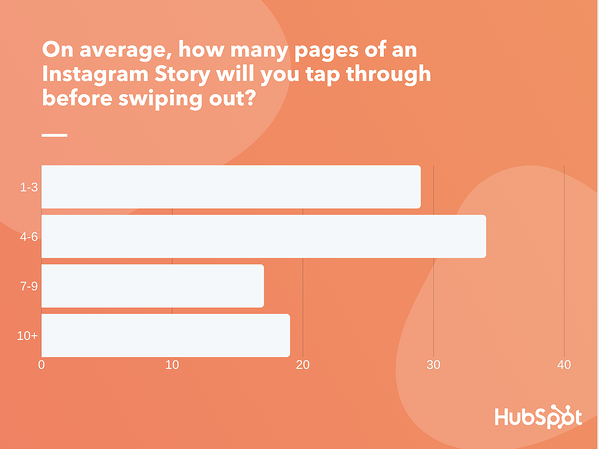 On average, how many pages of an
Instagram Story will you tap through
before swiping out?
1-3
4-6
7-9
10+
0 10 20 30 40
HubSpot